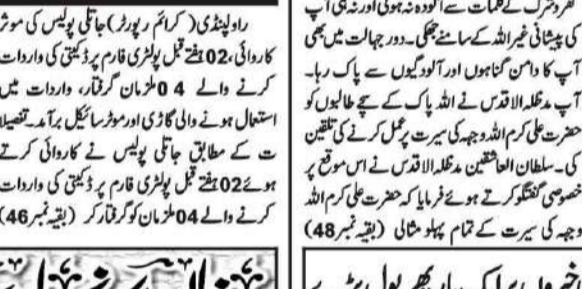 کفر و شرک کے کلمات سے آلودہ نہ ہوئی اور نہ ہی آپ
کی پیشانی غیر اللہ کے سامنے جھکی۔ دور جہالت میں بھی
آپ کا دامن گناہوں اور آلودگیوں سے پاک رہا۔
آپ مدظلہ الاقدس نے اللہ پاک کے سچے طالبوں کو
حضرت علی کرم اللہ وجہہ کی سیرت پر عمل کرنے کی تلقین
کی۔ سلطان العاشقین مدظلہ الاقدس نے اس موقع پر
خصوصی گفتگو کرتے ہوئے فرمایا کہ حضرت علی کرم اللہ
وجہہ کی سیرت کے تمام پہلو مثالی (بقیہ نمبر 48)
راولپنڈی( کرائم رپورٹر) جاتلی پولیس کی موثر
کاروائی، 02 ہفتے قبل پولٹری فارم پر ڈکیتی کی واردات
کرنے والے 04 ملزمان گرفتار، واردات میں
استعمال ہونے والی گاڑی اور موٹر سائیکل برآمد۔ تفصیلا
ت کے مطابق جاتلی پولیس نے کاروائی کرتے
ہوئے 02 ہفتے قبل پولٹری فارم پر ڈکیتی کی واردات
کرنے والے 04 ملزمان کو گرفتار کر (بقیہ نمبر 46)